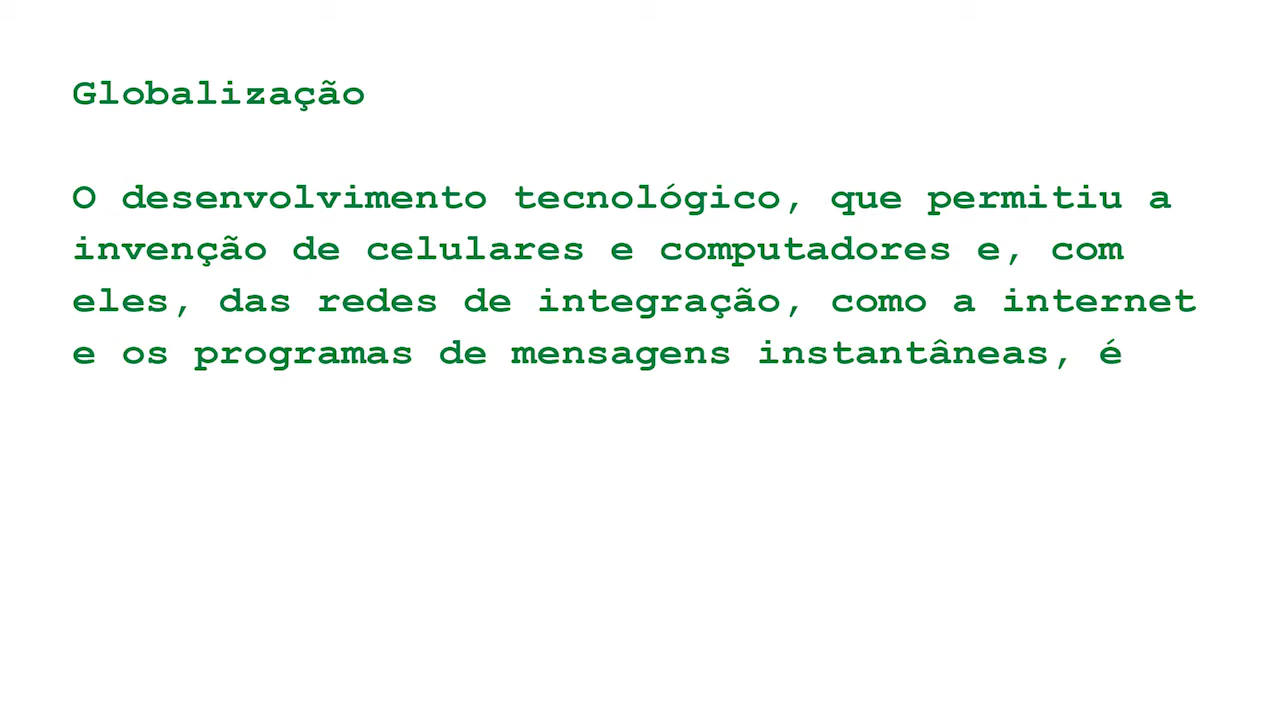 Globalização
O desenvolvimento tecnológico, que permitiu a
invenção de celulares e computadores e, com
eles, das redes de integração, como a internet
e os programas de mensagens instantâneas, é